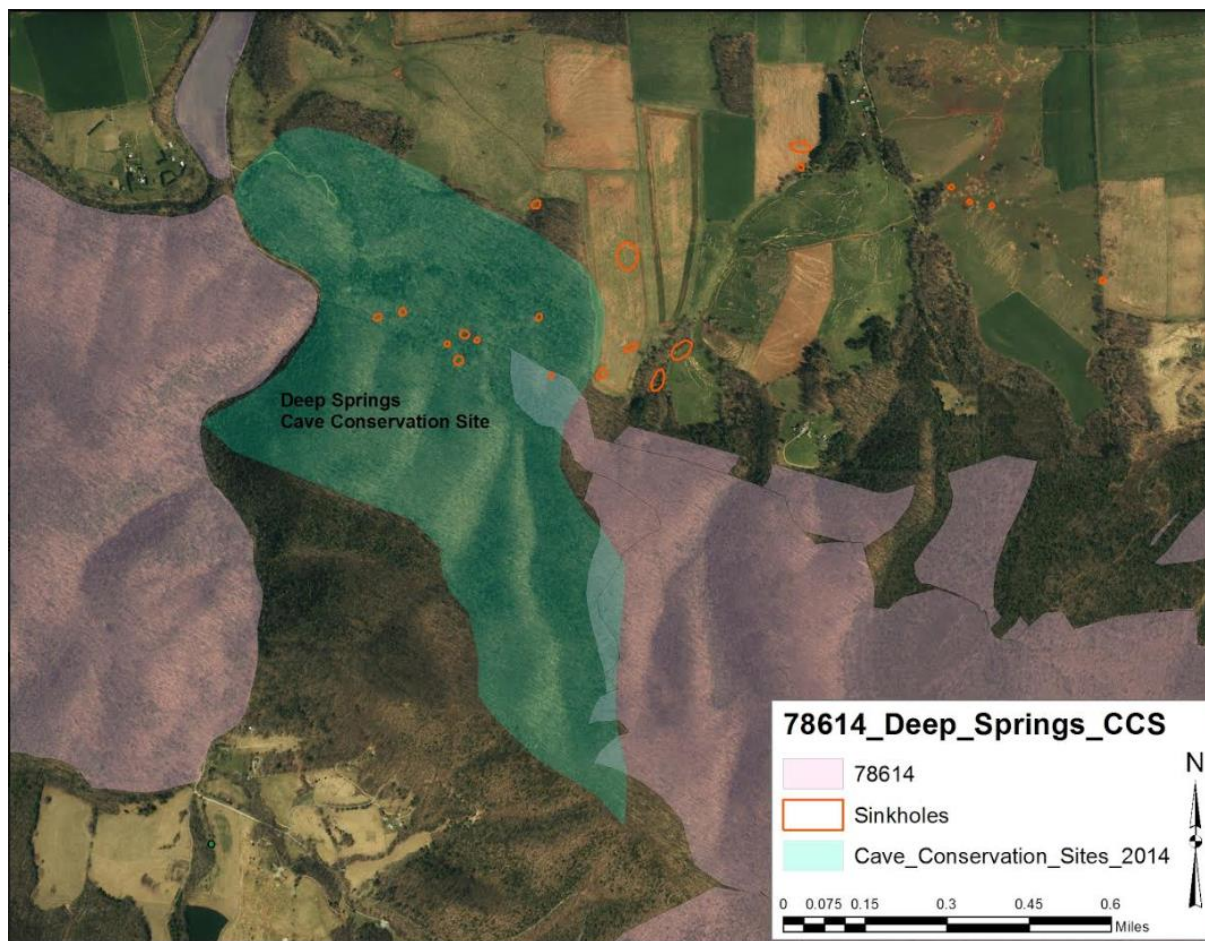 Deep Springs
Cave Conservation Site
78614_Deep_Springs_CCS
78614
Sinkholes
Cave_Conservation_Sites_2014
N
0 0.075 0.15 0.3 0.45 0.6
Miles